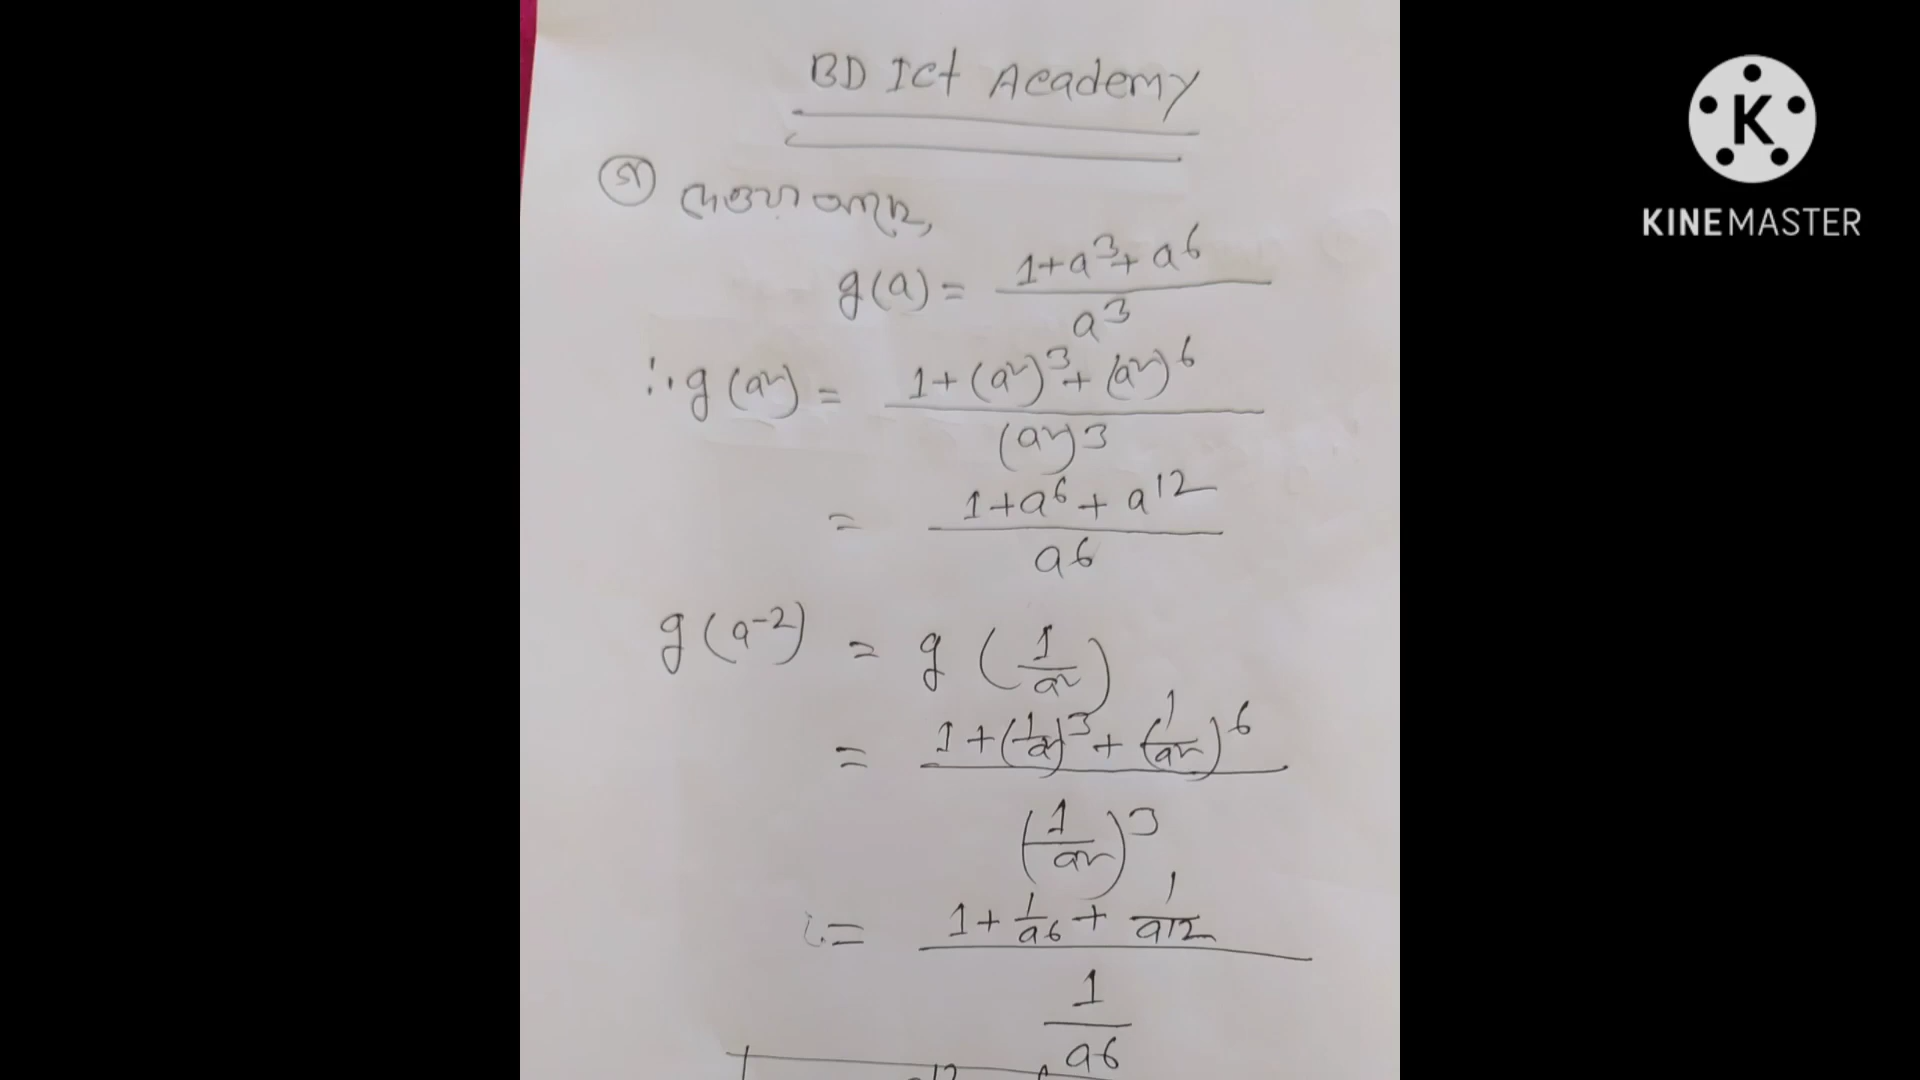 BD Ict Academy
K
KINEMASTER
গ দেওয়া আছে,
g(a) = 1+a³+a⁶ / a³
∴ g(a²) = 1+(a²)³+(a²)⁶ / (a²)³
= 1+a⁶+a¹² / a⁶
g(a⁻²) = g(1/a²)
= 1+(1/a²)³+(1/a²)⁶ / (1/a²)³
= 1+1/a⁶+1/a¹² / 1/a⁶